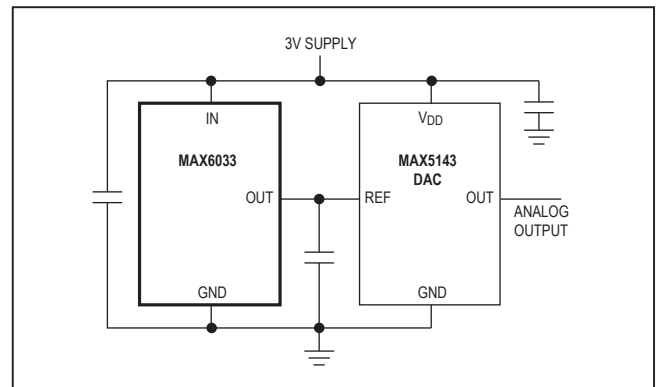 3V SUPPLY
IN
VDD
MAX6033
MAX5143
DAC
OUT
REF
OUT
ANALOG
OUTPUT
GND
GND